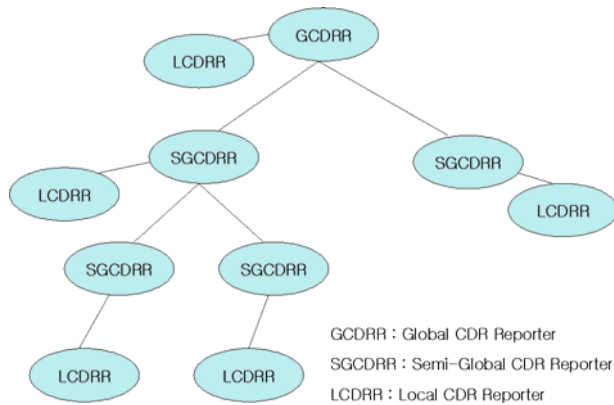 GCDRR
LCDRR
SGCDRR
SGCDRR
LCDRR
LCDRR
SGCDRR
SGCDRR
LCDRR
LCDRR
GCDRR : Global CDR Reporter
SGCDRR : Semi-Global CDR Reporter
LCDRR : Local CDR Reporter